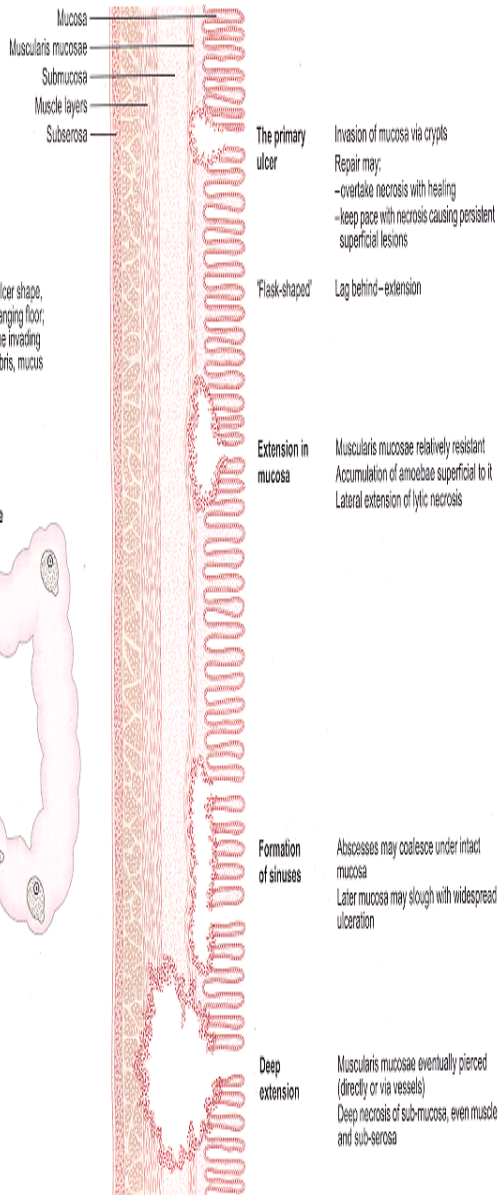 Mucosa
Muscularis mucosae
Submucosa
Muscle layers
Subserosa
The primary
ulcer
Invasion of mucosa via crypts
Repair may;
–overtake necrosis with healing
–keep pace with necrosis causing persistent
superficial lesions
lcer shape,
anging floor;
e invading
bris, mucus
'Flask-shaped'
Lag behind–extension
Extension in
mucosa
Muscularis mucosae relatively resistant
Accumulation of amoebae superficial to it
Lateral extension of lytic necrosis
e
Formation
of sinuses
Abscesses may coalesce under intact
mucosa
Later mucosa may slough with widespread
ulceration
Deep
extension
Muscularis mucosae eventually pierced
(directly or via vessels)
Deep necrosis of sub-mucosa, even muscle
and sub-serosa